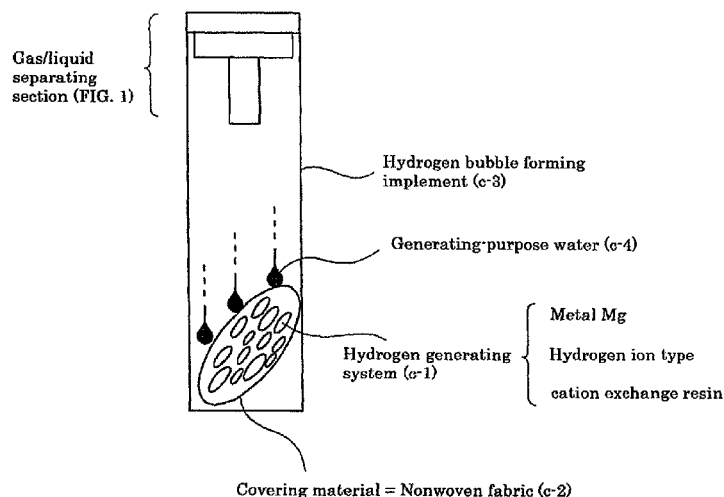 Gas/liquid
separating
section (FIG. 1)
Hydrogen bubble forming
implement (c-3)
Generating-purpose water (c-4)
Hydrogen generating
system (c-1)
Metal Mg
Hydrogen ion type
cation exchange resin
Covering material = Nonwoven fabric (c-2)